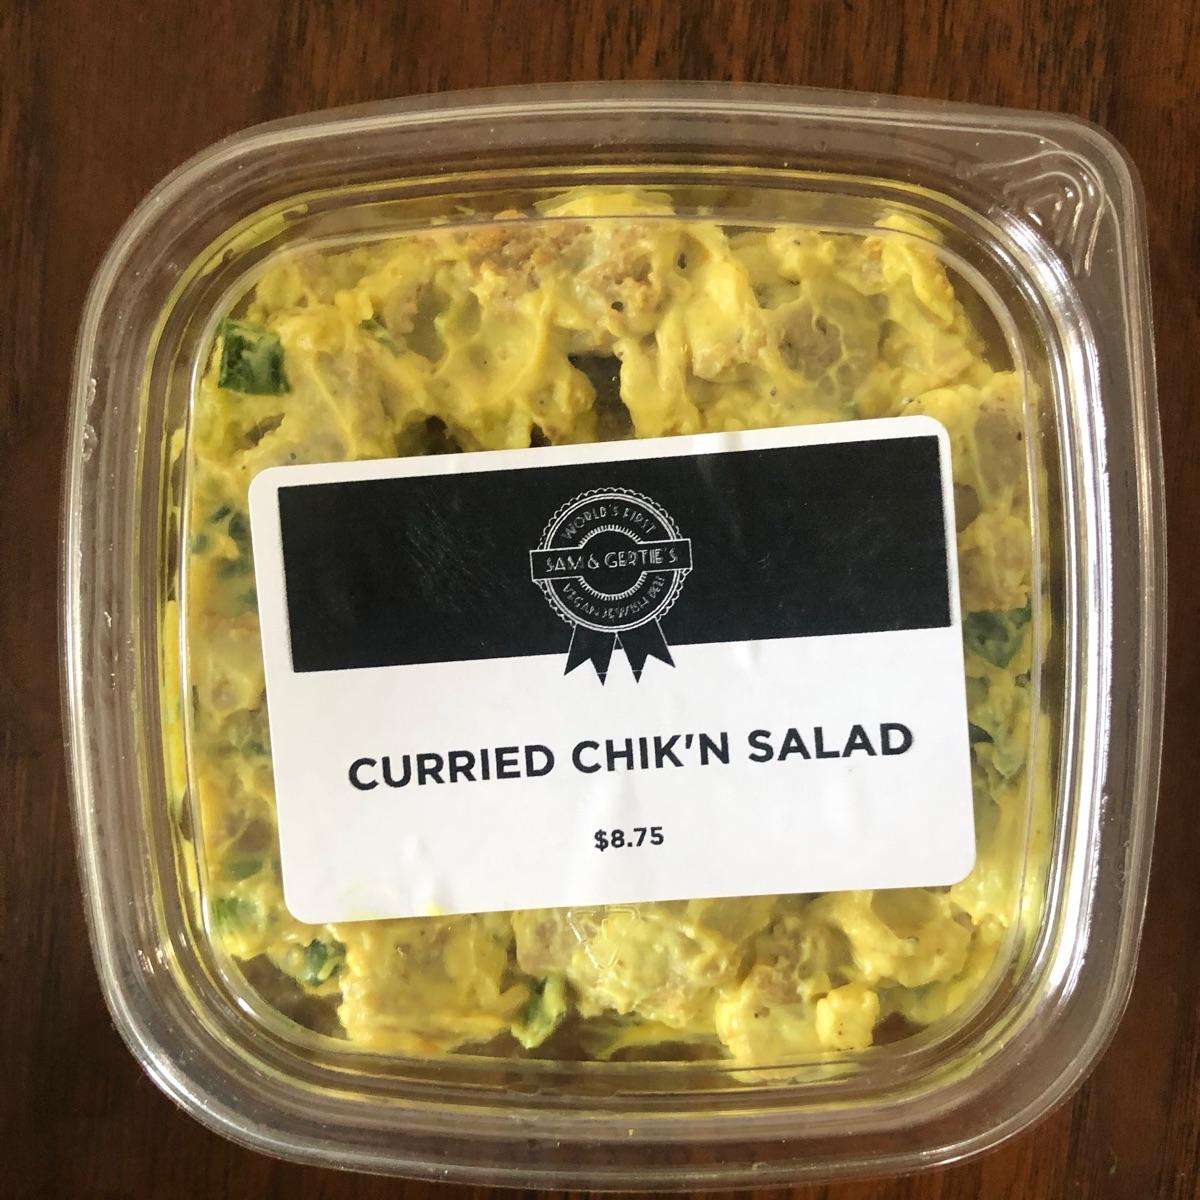 WORLD'S FIRST
SAM & GERTIE'S
VEGAN JEWISH DELI
CURRIED CHIK'N SALAD
$8.75